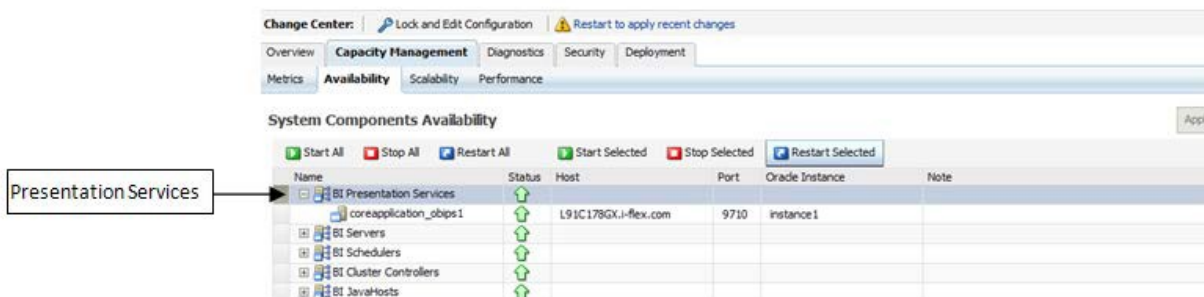 Change Center: Lock and Edit Configuration Restart to apply recent changes
Overview Capacity Management Diagnostics Security Deployment
Metrics Availability Scalability Performance
System Components Availability
Start All Stop All Restart All Start Selected Stop Selected Restart Selected
Name Status Host Port Oracle Instance Note
Presentation Services
BI Presentation Services
coreapplication_obips1 L91C178GX.i-flex.com 9710 instance1
BI Servers
BI Schedulers
BI Cluster Controllers
BI JavaHosts